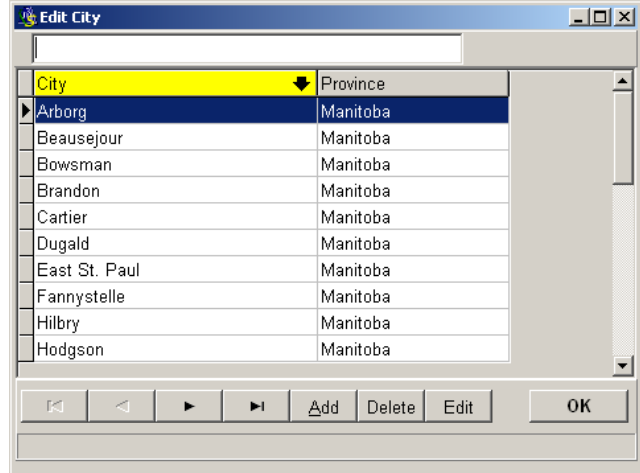 Edit City
City Province
Arborg Manitoba
Beausejour Manitoba
Bowsman Manitoba
Brandon Manitoba
Cartier Manitoba
Dugald Manitoba
East St. Paul Manitoba
Fannystelle Manitoba
Hilbry Manitoba
Hodgson Manitoba
Add Delete Edit OK